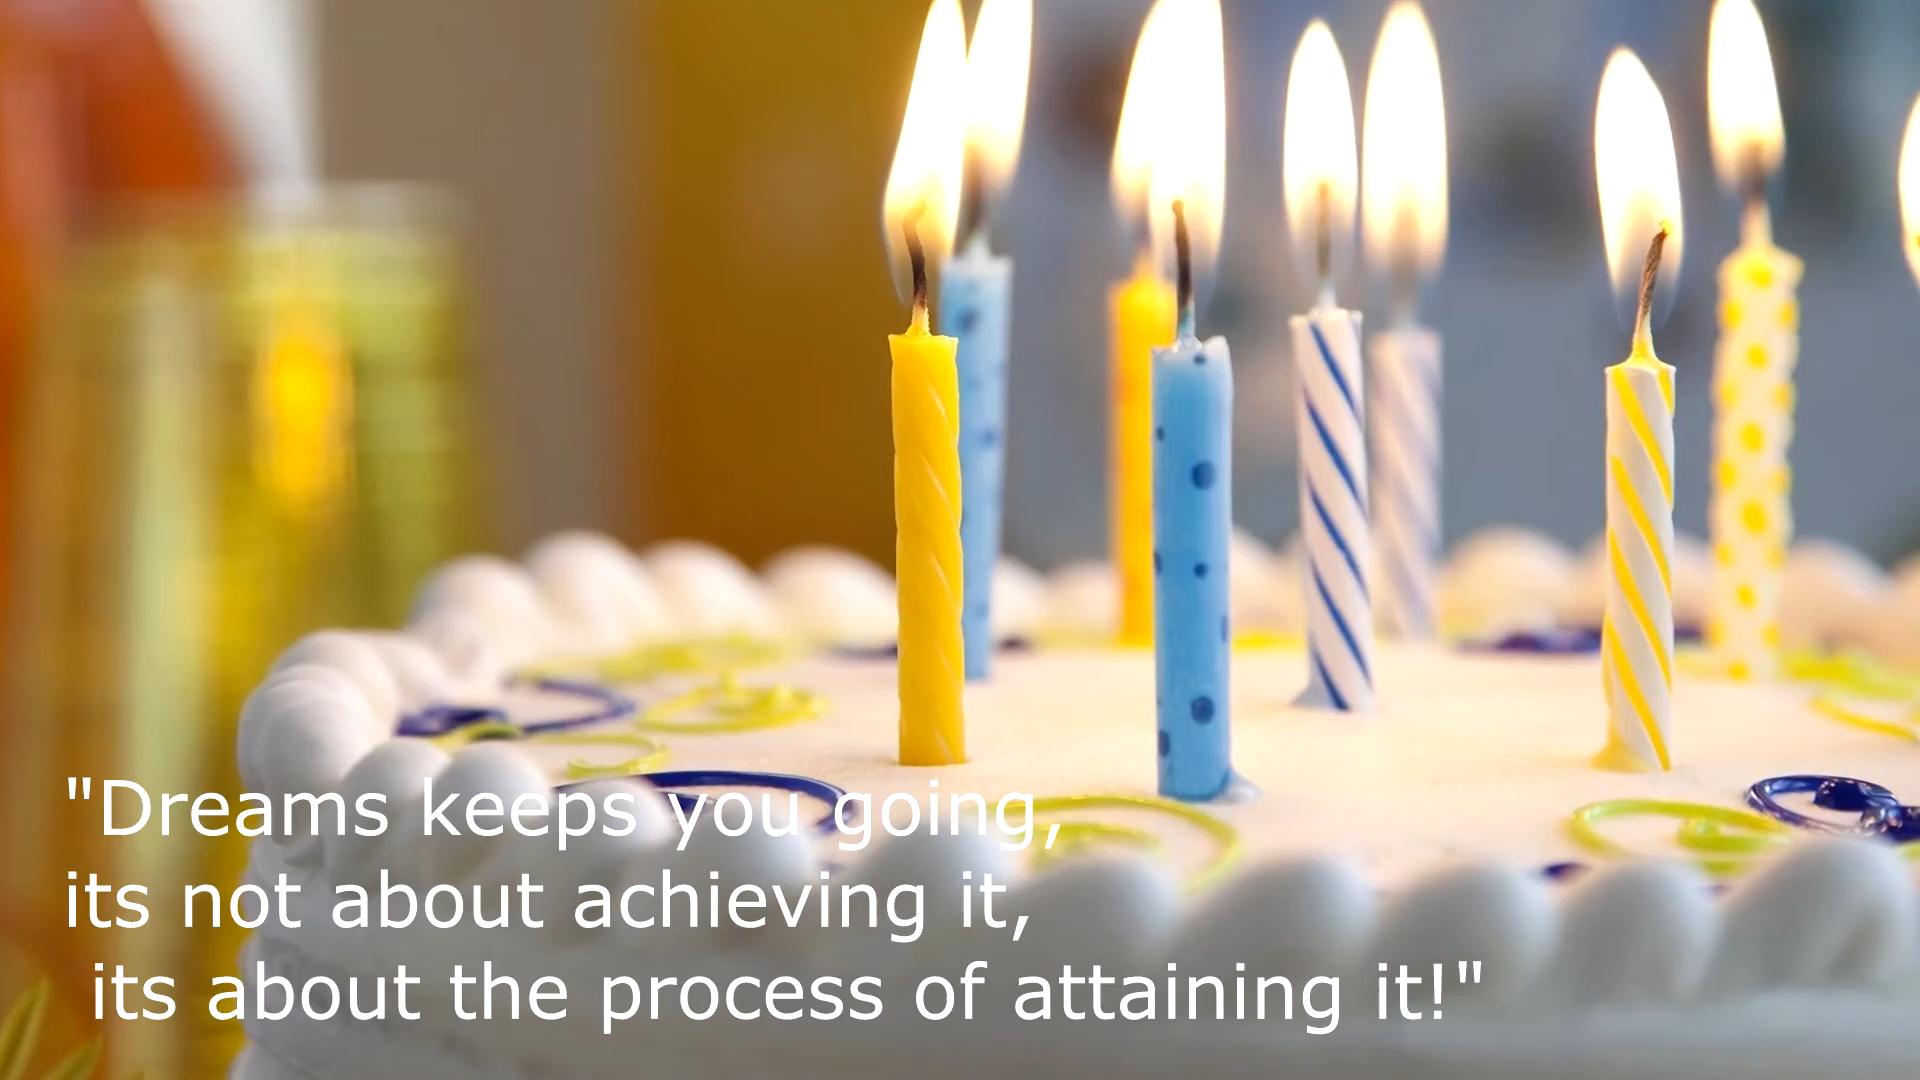 "Dreams keeps you going,
its not about achieving it,
its about the process of attaining it!"